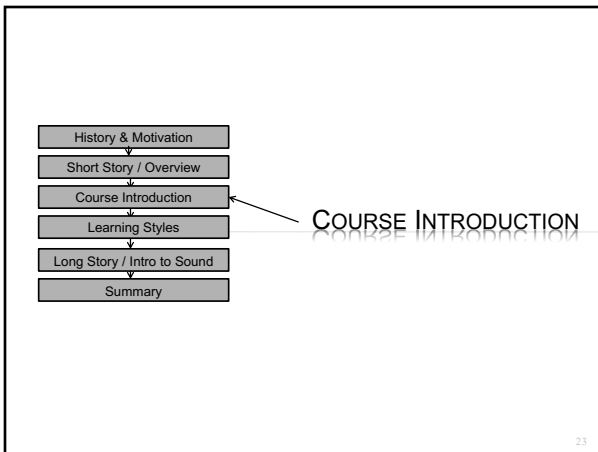 History & Motivation
Short Story / Overview
Course Introduction
Learning Styles
Long Story / Intro to Sound
Summary
COURSE INTRODUCTION
23